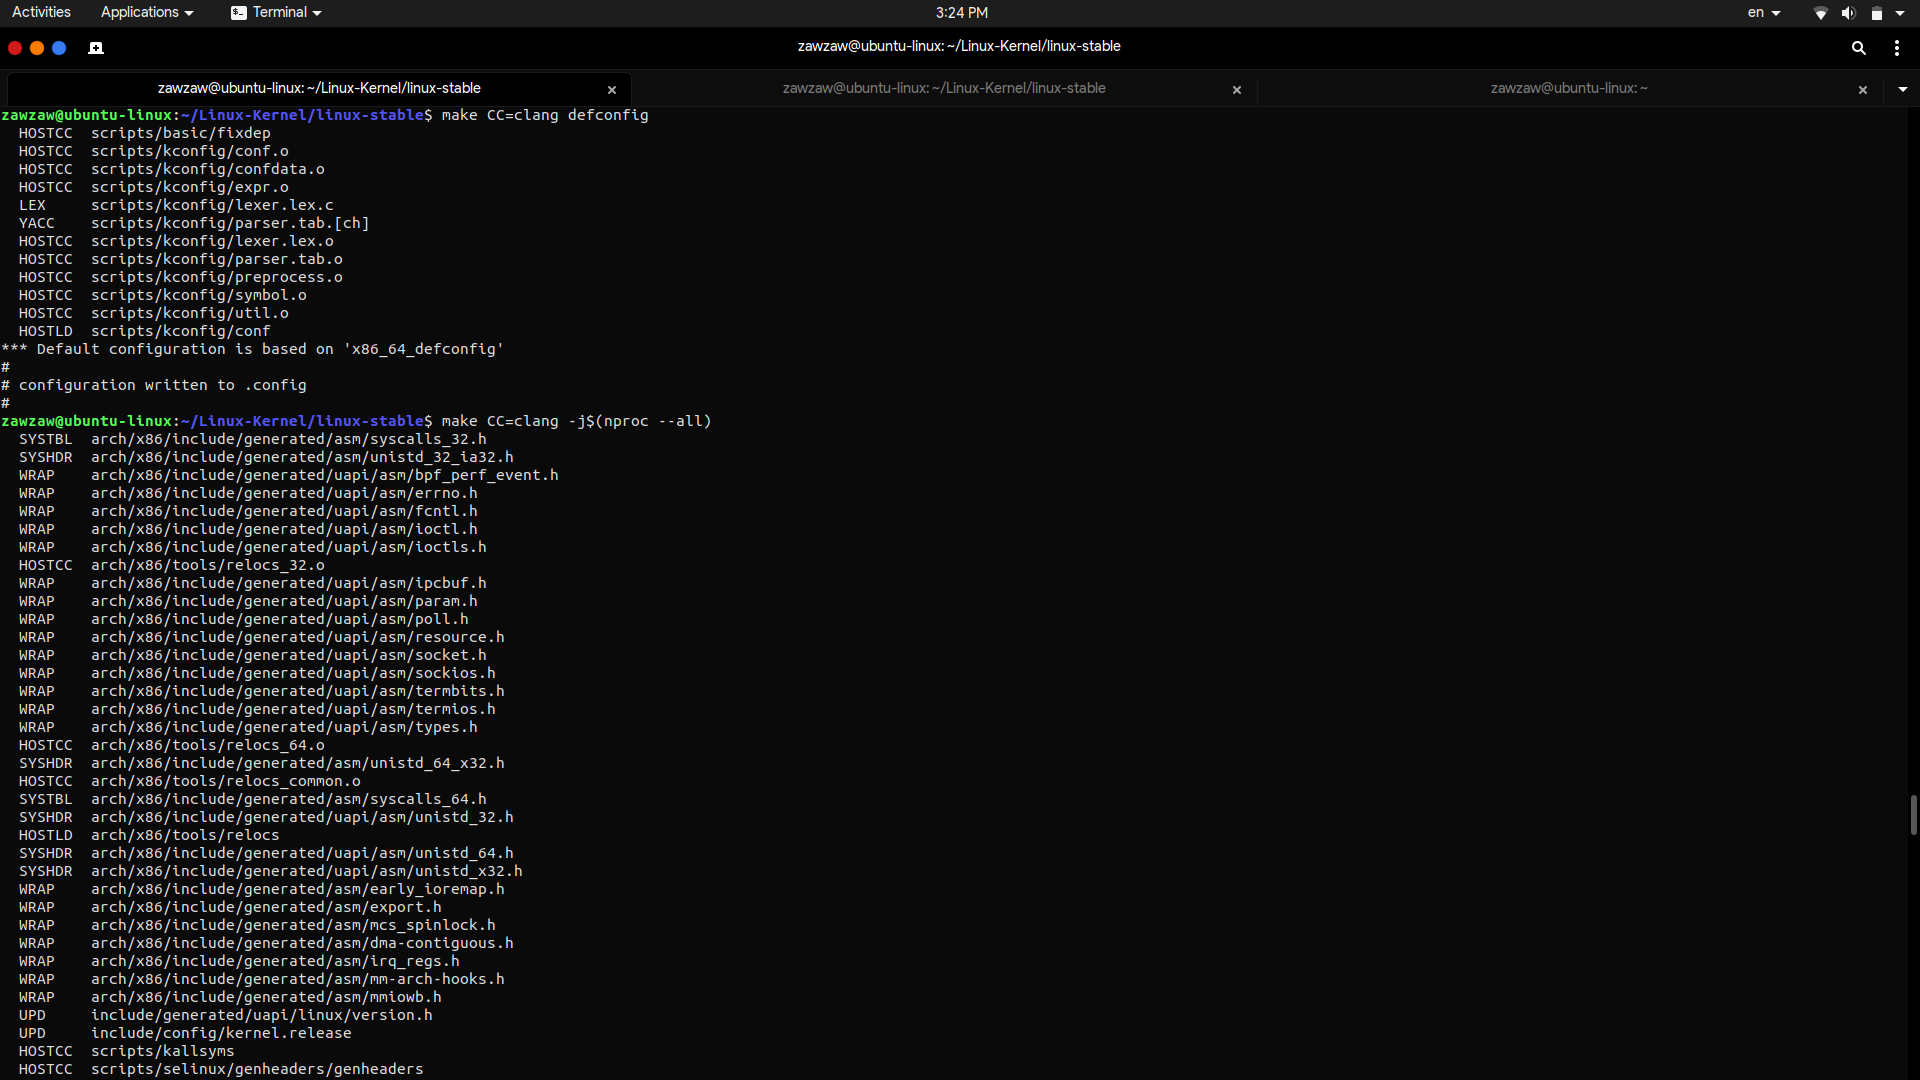 Activities Applications Terminal 3:24 PM en
zawzaw@ubuntu-linux: ~/Linux-Kernel/linux-stable
zawzaw@ubuntu-linux: ~/Linux-Kernel/linux-stable zawzaw@ubuntu-linux: ~/Linux-Kernel/linux-stable zawzaw@ubuntu-linux: ~
zawzaw@ubuntu-linux:~/Linux-Kernel/linux-stable$ make CC=clang defconfig
  HOSTCC  scripts/basic/fixdep
  HOSTCC  scripts/kconfig/conf.o
  HOSTCC  scripts/kconfig/confdata.o
  HOSTCC  scripts/kconfig/expr.o
  LEX     scripts/kconfig/lexer.lex.c
  YACC    scripts/kconfig/parser.tab.[ch]
  HOSTCC  scripts/kconfig/lexer.lex.o
  HOSTCC  scripts/kconfig/parser.tab.o
  HOSTCC  scripts/kconfig/preprocess.o
  HOSTCC  scripts/kconfig/symbol.o
  HOSTCC  scripts/kconfig/util.o
  HOSTLD  scripts/kconfig/conf
*** Default configuration is based on 'x86_64_defconfig'
#
# configuration written to .config
#
zawzaw@ubuntu-linux:~/Linux-Kernel/linux-stable$ make CC=clang -j$(nproc --all)
  SYSTBL  arch/x86/include/generated/asm/syscalls_32.h
  SYSHDR  arch/x86/include/generated/asm/unistd_32_ia32.h
  WRAP    arch/x86/include/generated/uapi/asm/bpf_perf_event.h
  WRAP    arch/x86/include/generated/uapi/asm/errno.h
  WRAP    arch/x86/include/generated/uapi/asm/fcntl.h
  WRAP    arch/x86/include/generated/uapi/asm/ioctl.h
  WRAP    arch/x86/include/generated/uapi/asm/ioctls.h
  HOSTCC  arch/x86/tools/relocs_32.o
  WRAP    arch/x86/include/generated/uapi/asm/ipcbuf.h
  WRAP    arch/x86/include/generated/uapi/asm/param.h
  WRAP    arch/x86/include/generated/uapi/asm/poll.h
  WRAP    arch/x86/include/generated/uapi/asm/resource.h
  WRAP    arch/x86/include/generated/uapi/asm/socket.h
  WRAP    arch/x86/include/generated/uapi/asm/sockios.h
  WRAP    arch/x86/include/generated/uapi/asm/termbits.h
  WRAP    arch/x86/include/generated/uapi/asm/termios.h
  WRAP    arch/x86/include/generated/uapi/asm/types.h
  HOSTCC  arch/x86/tools/relocs_64.o
  SYSHDR  arch/x86/include/generated/asm/unistd_64_x32.h
  HOSTCC  arch/x86/tools/relocs_common.o
  SYSTBL  arch/x86/include/generated/asm/syscalls_64.h
  SYSHDR  arch/x86/include/generated/uapi/asm/unistd_32.h
  HOSTLD  arch/x86/tools/relocs
  SYSHDR  arch/x86/include/generated/uapi/asm/unistd_64.h
  SYSHDR  arch/x86/include/generated/uapi/asm/unistd_x32.h
  WRAP    arch/x86/include/generated/asm/early_ioremap.h
  WRAP    arch/x86/include/generated/asm/export.h
  WRAP    arch/x86/include/generated/asm/mcs_spinlock.h
  WRAP    arch/x86/include/generated/asm/dma-contiguous.h
  WRAP    arch/x86/include/generated/asm/irq_regs.h
  WRAP    arch/x86/include/generated/asm/mm-arch-hooks.h
  WRAP    arch/x86/include/generated/asm/mmiowb.h
  UPD     include/generated/uapi/linux/version.h
  UPD     include/config/kernel.release
  HOSTCC  scripts/kallsyms
  HOSTCC  scripts/selinux/genheaders/genheaders